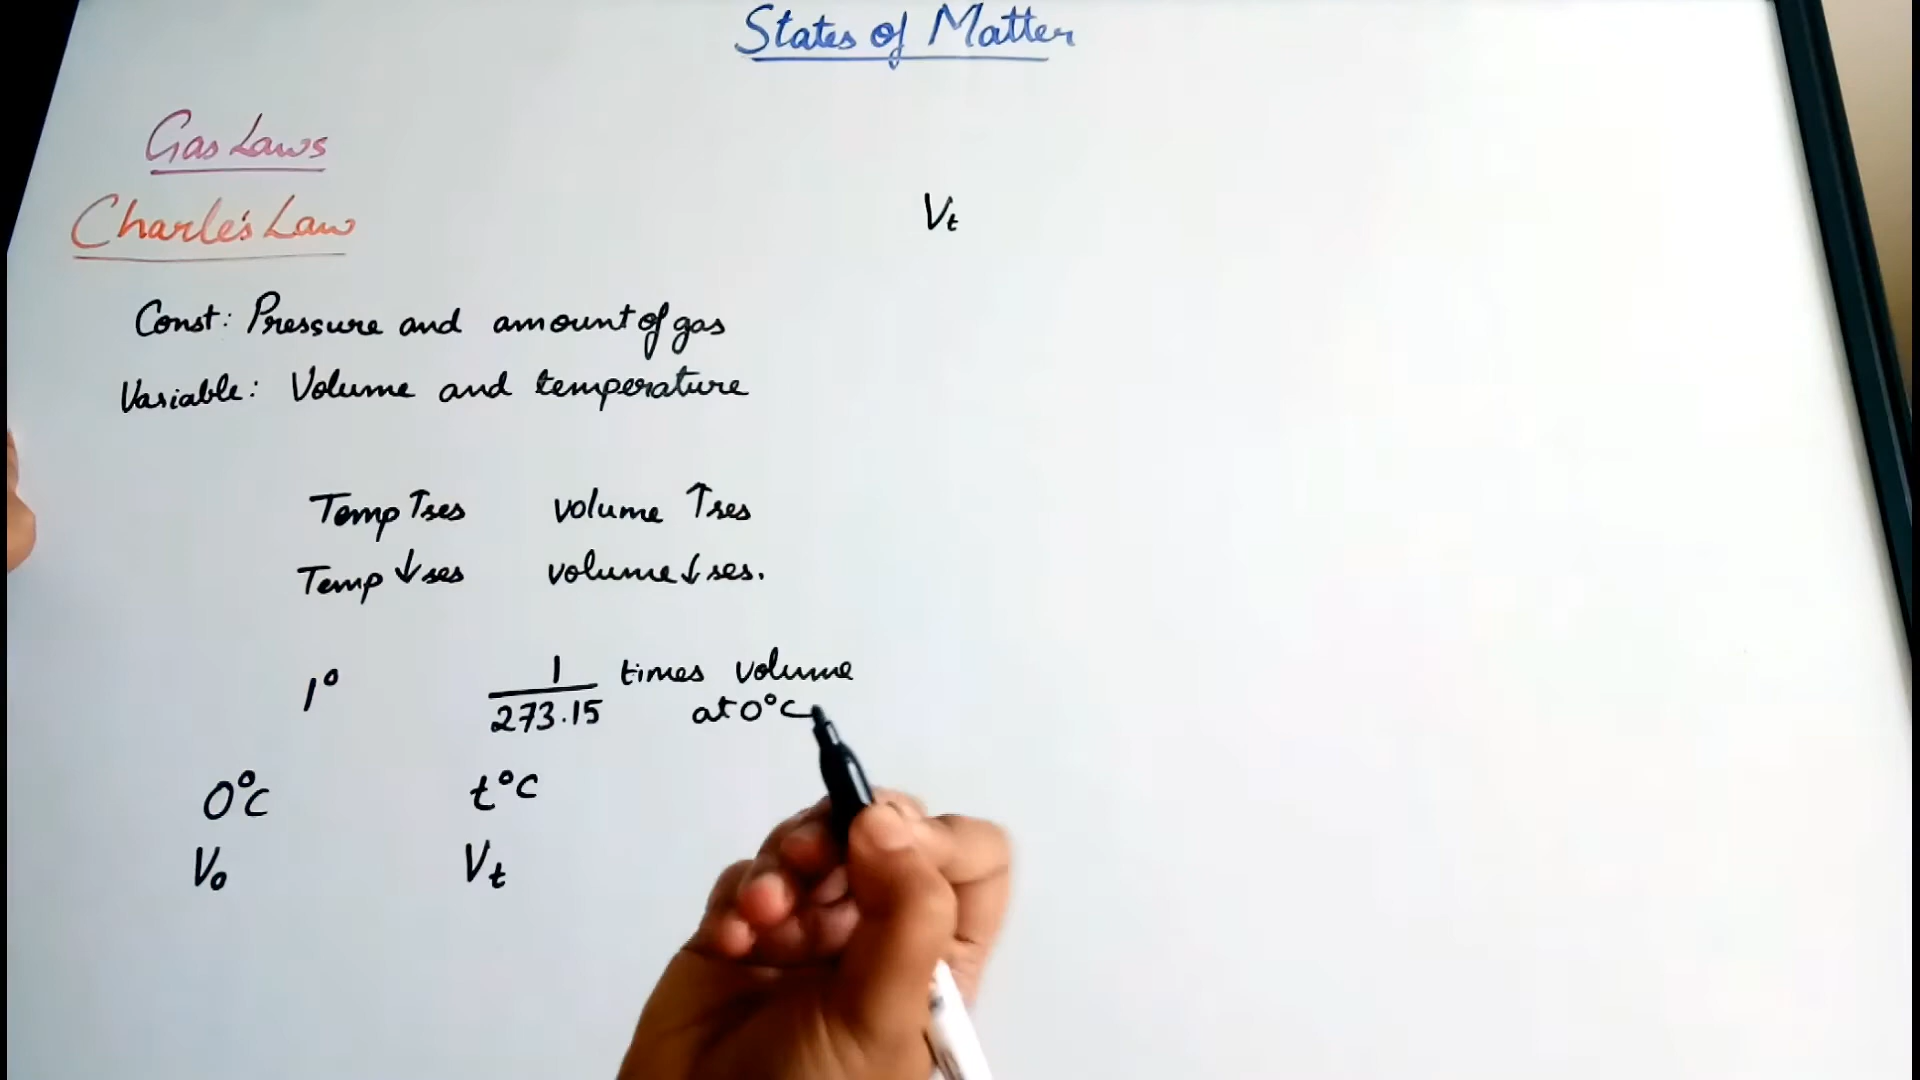 States of Matter
Gas Laws
Charle's Law
Const: Pressure and amount of gas
Variable: Volume and temperature
Temp ↑ses volume ↑ses
Temp ↓ses volume ↓ses.
1° 1/273.15 times volume
at 0°C
0°C t°C
V₀ Vₜ
Vₜ